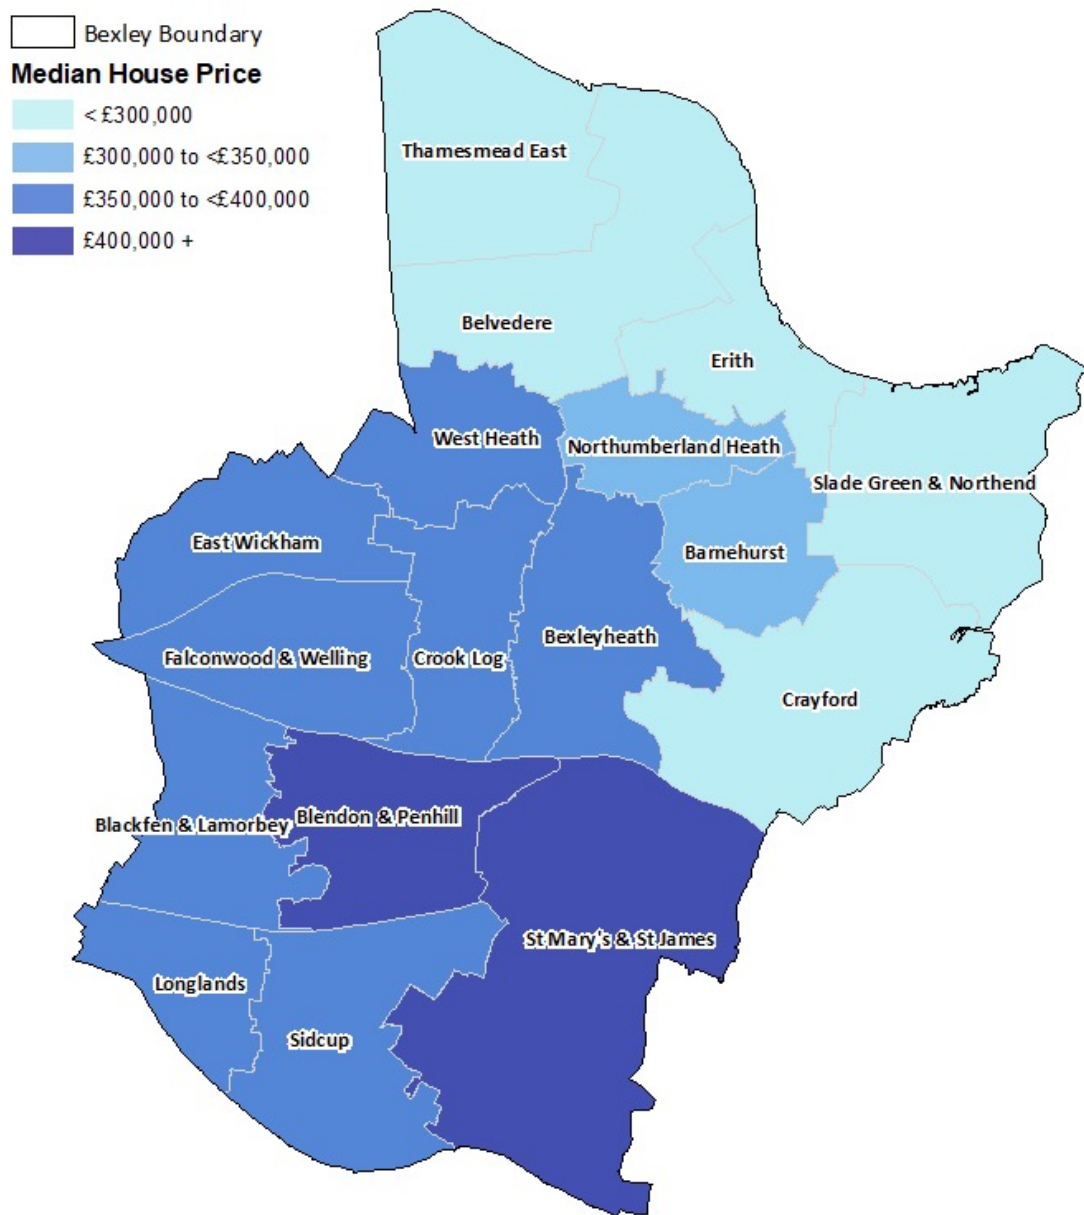 Bexley Boundary
Median House Price
< £300,000
£300,000 to <£350,000
£350,000 to <£400,000
£400,000 +
Thamesmead East
Belvedere
Erith
West Heath
Northumberland Heath
Slade Green & Northend
East Wickham
Barnehurst
Bexleyheath
Falconwood & Welling
Crook Log
Crayford
Blendon & Penhill
Blackfen & Lamorbey
St Mary's & St James
Longlands
Sidcup